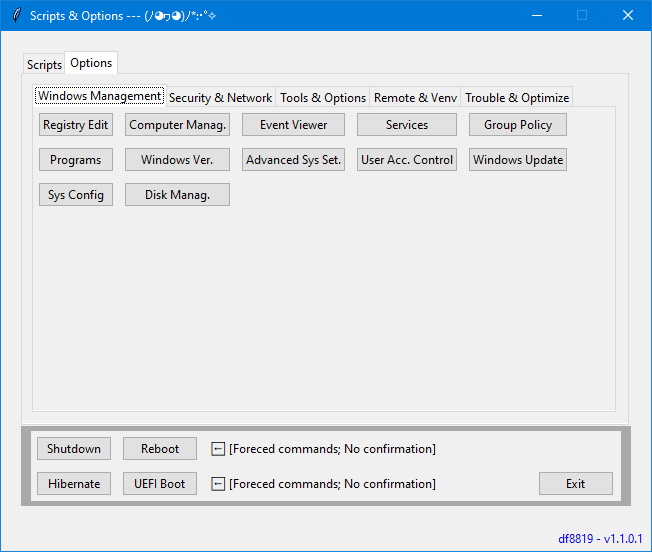 Scripts & Options --- (ﾉ◕ヮ◕)ﾉ*:･ﾟ✧
Scripts Options
Windows Management Security & Network Tools & Options Remote & Venv Trouble & Optimize
Registry Edit Computer Manag. Event Viewer Services Group Policy
Programs Windows Ver. Advanced Sys Set. User Acc. Control Windows Update
Sys Config Disk Manag.
Shutdown Reboot ← [Foreced commands; No confirmation]
Hibernate UEFI Boot ← [Foreced commands; No confirmation] Exit
df8819 - v1.1.0.1